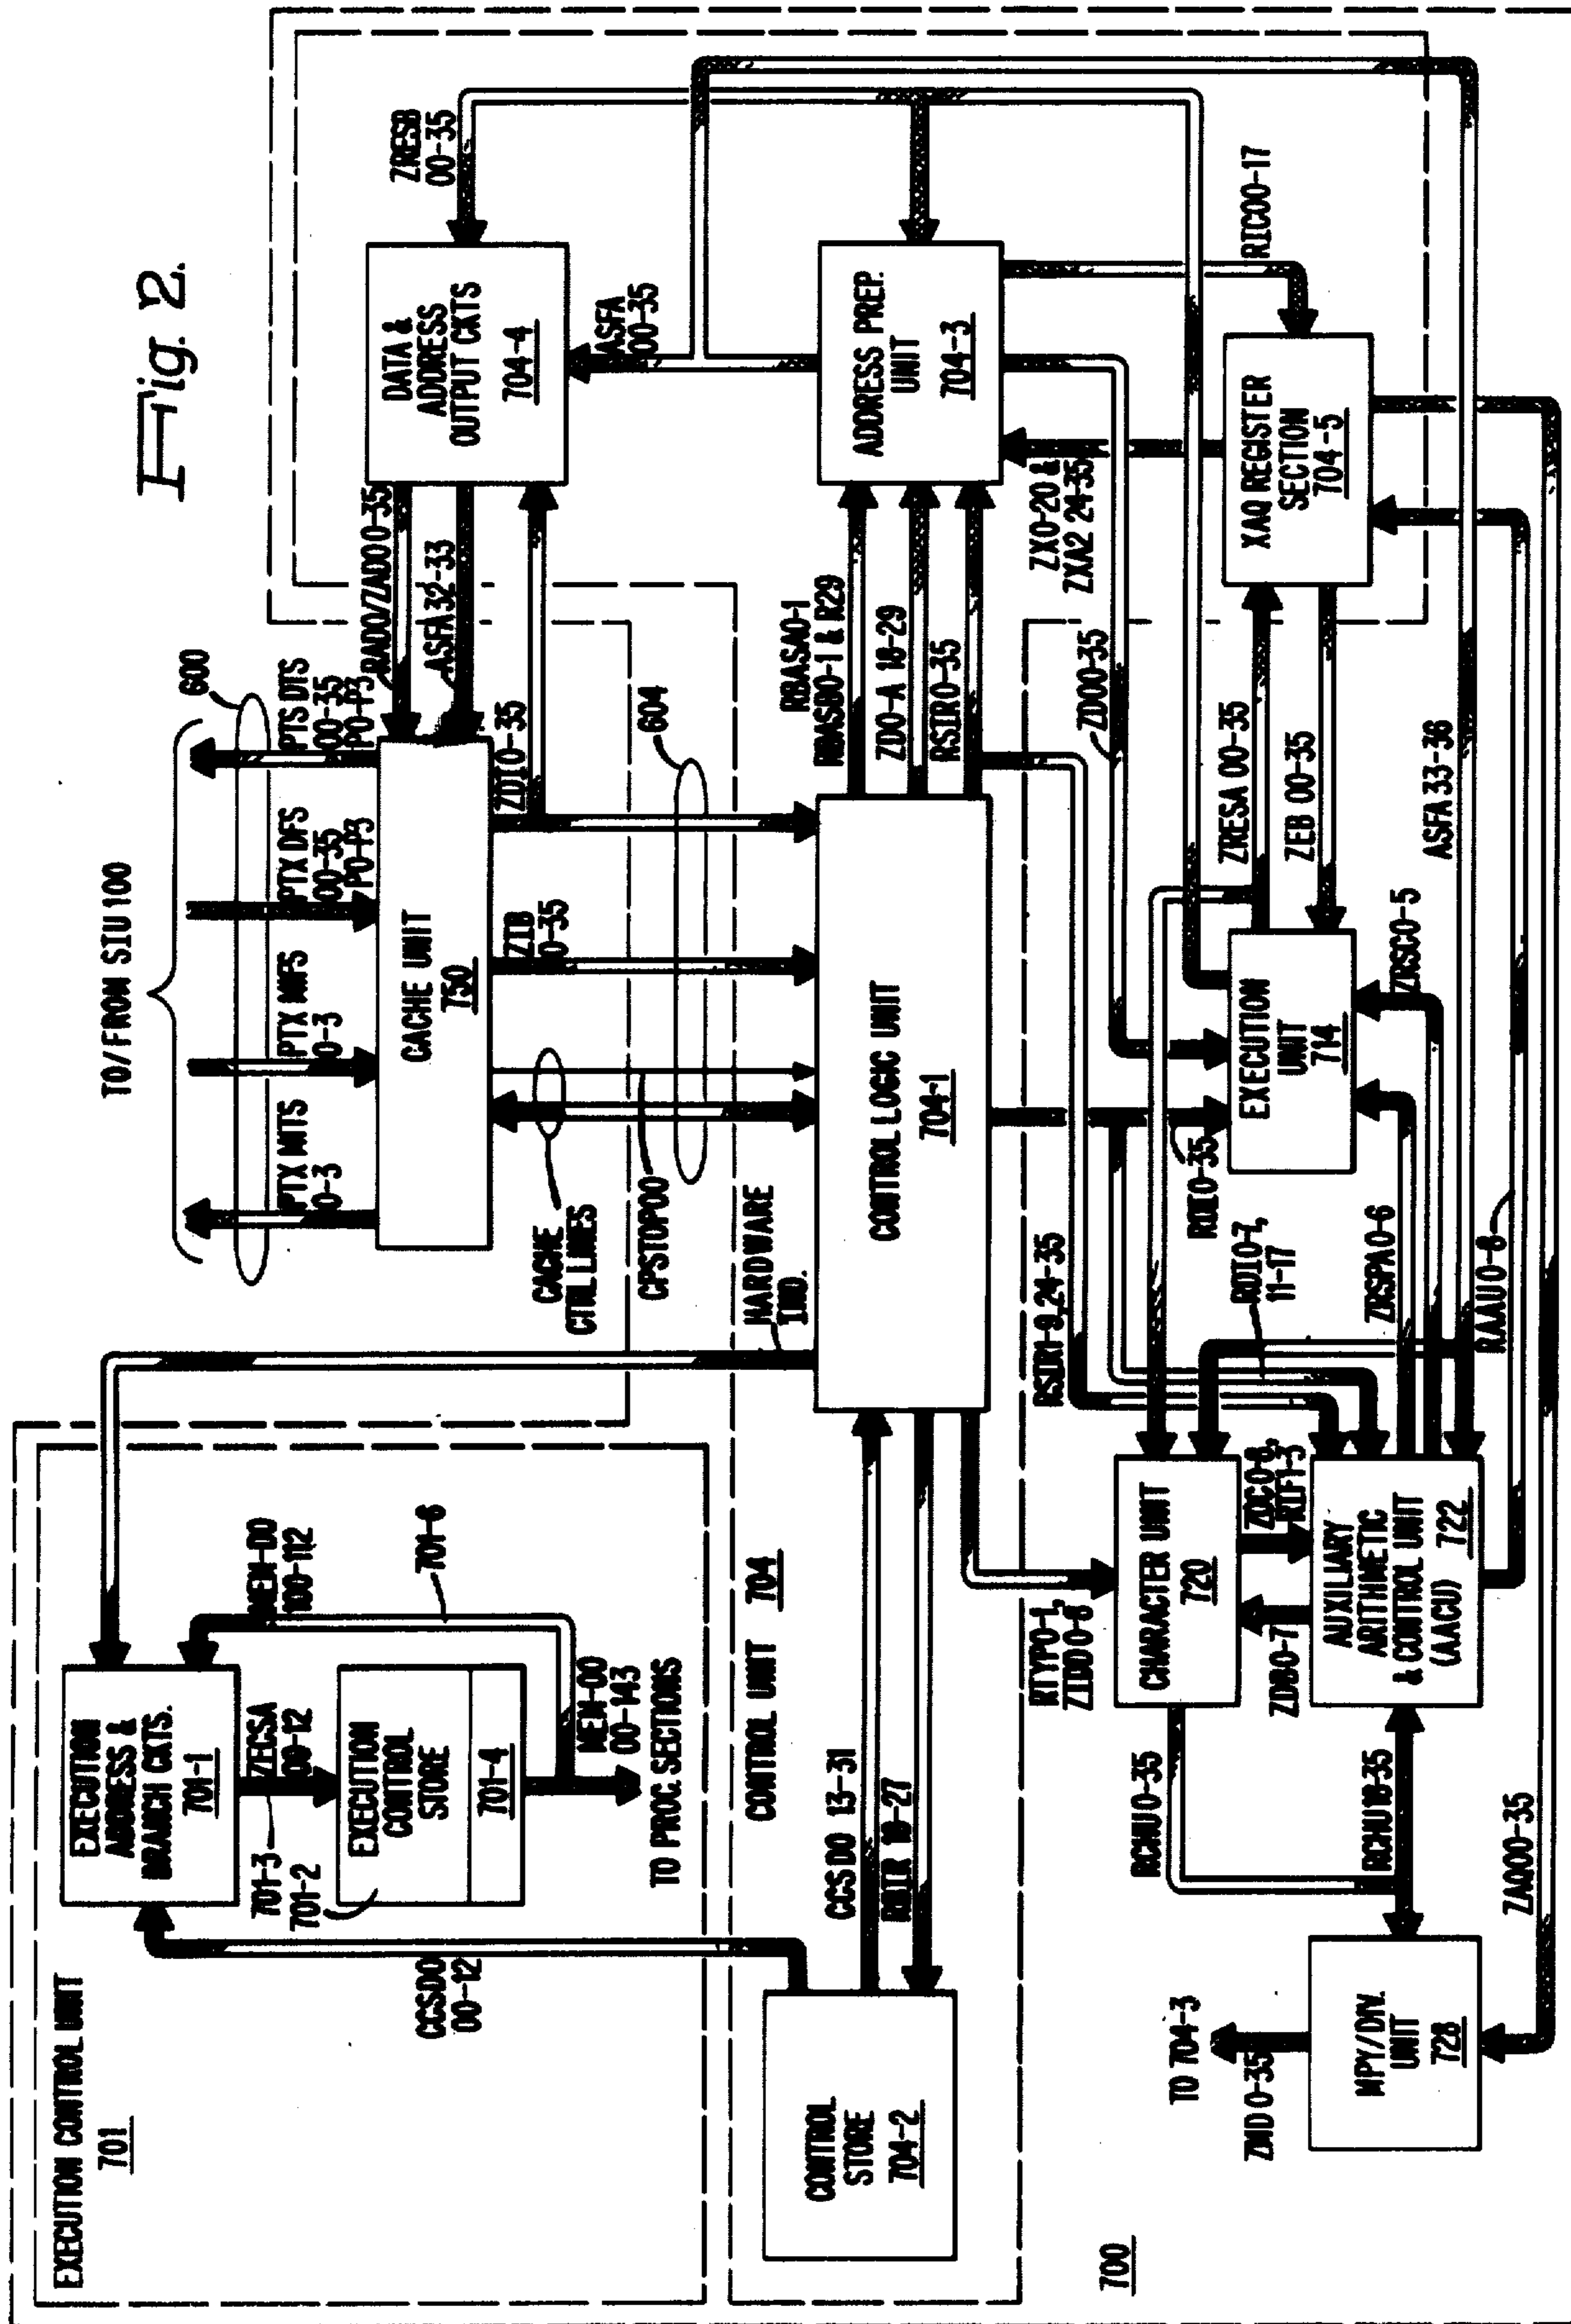 Fig. 2.
TO/FROM SIU 100
600
PTX MITS
0-3
PTX MIFS
0-3
PTX DFS
00-35
P0-P3
PTS DTS
00-35
P0-P3
CACHE UNIT
750
RADO/ZADO 0-35
ASFA 32-33
DATA &
ADDRESS
OUTPUT CKTS
704-4
ZRESB
00-35
ASFA
00-35
ZDI 0-35
ZIB
0-35
604
CACHE
CTRL LINES
CPSTOP00
HARDWARE
IND.
EXECUTION CONTROL UNIT
701
EXECUTION
ADDRESS &
BRANCH CKTS.
701-1
ZECSA
00-12
701-3
701-2
EXECUTION
CONTROL
STORE
701-4
MEM-DO
100-112
701-6
MEM-DO
00-143
TO PROC SECTIONS
CCSDO
00-12
CONTROL UNIT
704
CONTROL
STORE
704-2
CCSDO 13-31
RBIR 18-27
CONTROL LOGIC UNIT
704-1
RBASA0-1
RBASB0-1 & R29
ZDO-A 18-29
RSIR0-35
ADDRESS PREP.
UNIT
704-3
ZX0-20 &
ZXA2 24-35
RIC00-17
XAQ REGISTER
SECTION
704-5
ZDO0-35
ZRESA 00-35
ZEB 00-35
EXECUTION
UNIT
714
RDI0-35
RSIR1-9,24-35
RDI0-7,
11-17
ZRSPA0-6
ZRSC0-5
ASFA 33-36
RAAU0-8
RTYP0-1,
ZIDD0-8
CHARACTER UNIT
720
ZOC0-8,
RTF1-3
ZDB0-7
AUXILIARY
ARITHMETIC
& CONTROL UNIT
(AACU)
722
RCHU0-35
RCHU18-35
ZAQ00-35
MPY/DIV.
UNIT
728
ZMD0-35
TO 704-3
700